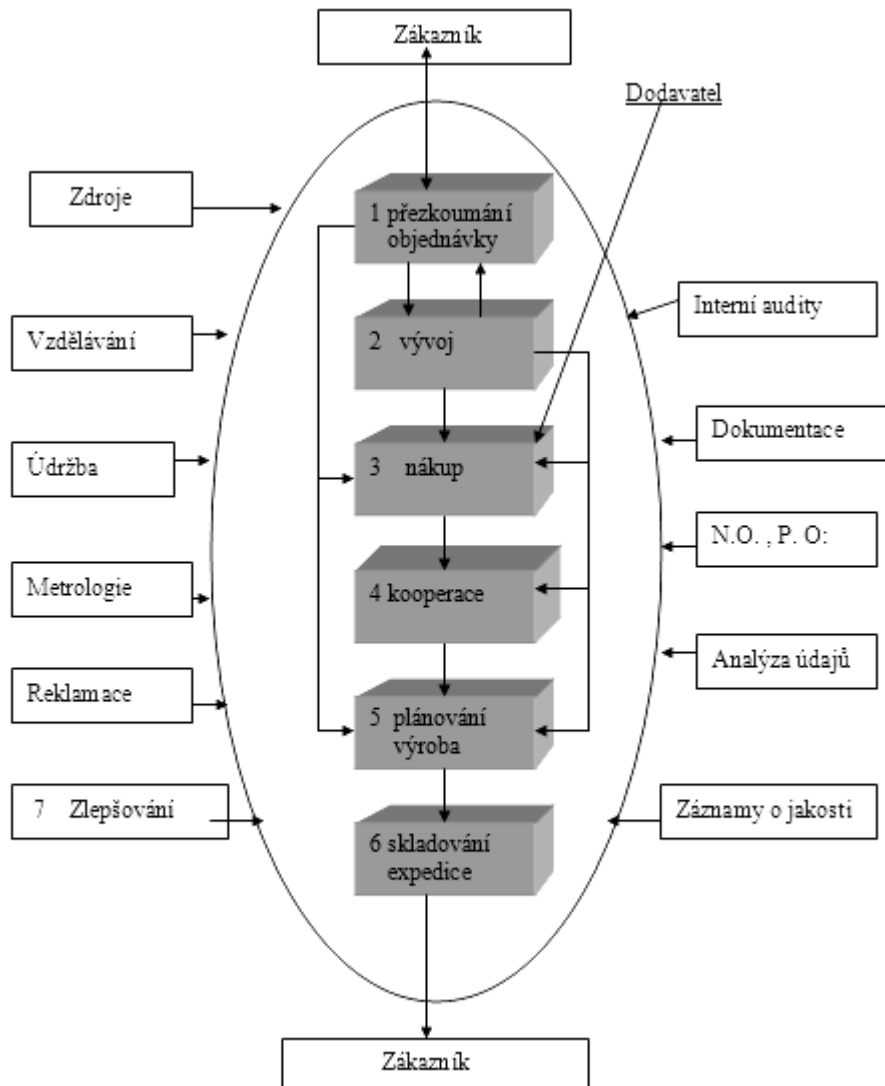 Zákazník
Dodavatel
Zdroje
1 přezkoumání
objednávky
Interní audity
Vzdělávání
2 vývoj
Dokumentace
Údržba
3 nákup
N.O. , P. O:
Metrologie
4 kooperace
Analýza údajů
Reklamace
5 plánování
výroba
7 Zlepšování
Záznamy o jakosti
6 skladování
expedice
Zákazník